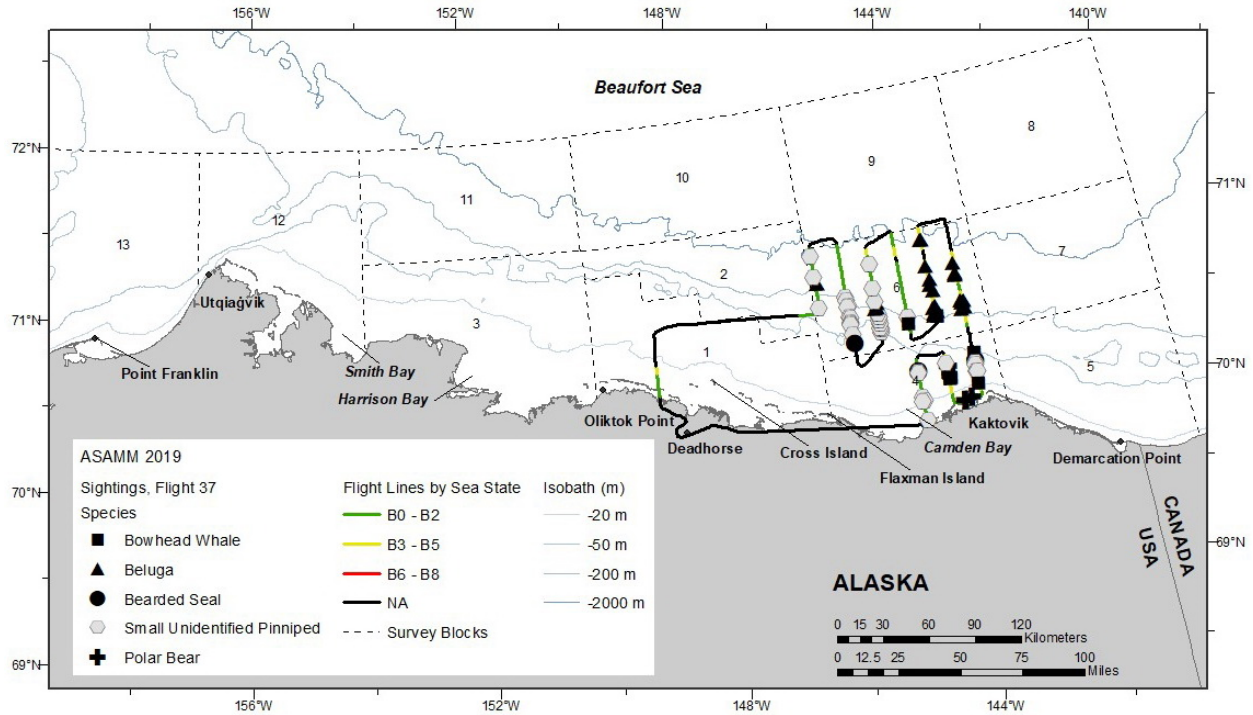 156°W 152°W 148°W 144°W 140°W
Beaufort Sea
8
72°N
9
71°N
10
11
12
13
7
2
6
Utqiaġvik
71°N
3
1
70°N
5
Point Franklin
Smith Bay
4
Harrison Bay
Oliktok Point
Kaktovik
Deadhorse
Camden Bay
Cross Island
Demarcation Point
Flaxman Island
70°N
69°N
69°N
CANADA
USA
ALASKA
0 15 30 60 90 120
Kilometers
0 12.5 25 50 75 100
Miles
ASAMM 2019
Sightings, Flight 37
Species
Bowhead Whale
Beluga
Bearded Seal
Small Unidentified Pinniped
Polar Bear
Flight Lines by Sea State
B0 - B2
B3 - B5
B6 - B8
NA
Survey Blocks
Isobath (m)
-20 m
-50 m
-200 m
-2000 m
156°W 152°W 148°W 144°W